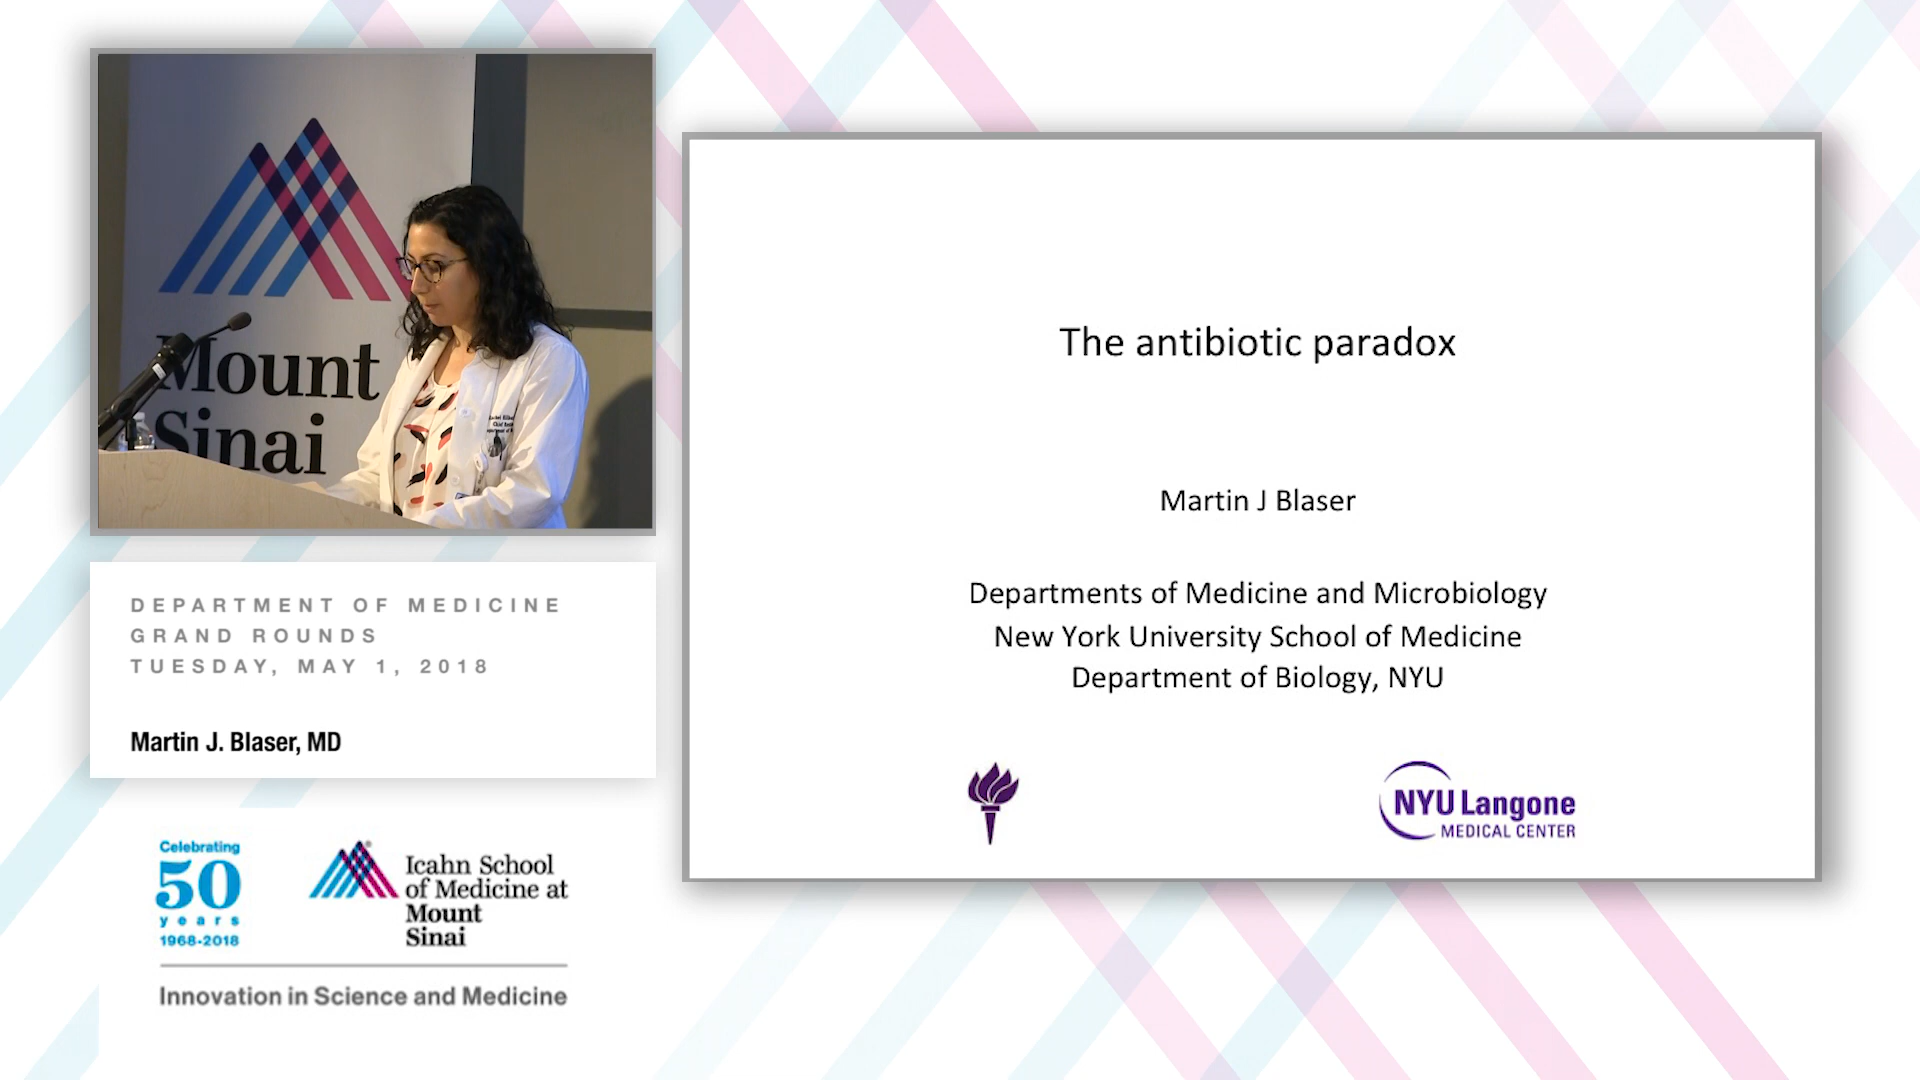 Mount
Sinai
DEPARTMENT OF MEDICINE
GRAND ROUNDS
TUESDAY, MAY 1, 2018
Martin J. Blaser, MD
Celebrating
50
years
1968-2018
Icahn School
of Medicine at
Mount
Sinai
Innovation in Science and Medicine
The antibiotic paradox
Martin J Blaser
Departments of Medicine and Microbiology
New York University School of Medicine
Department of Biology, NYU
NYU Langone
MEDICAL CENTER